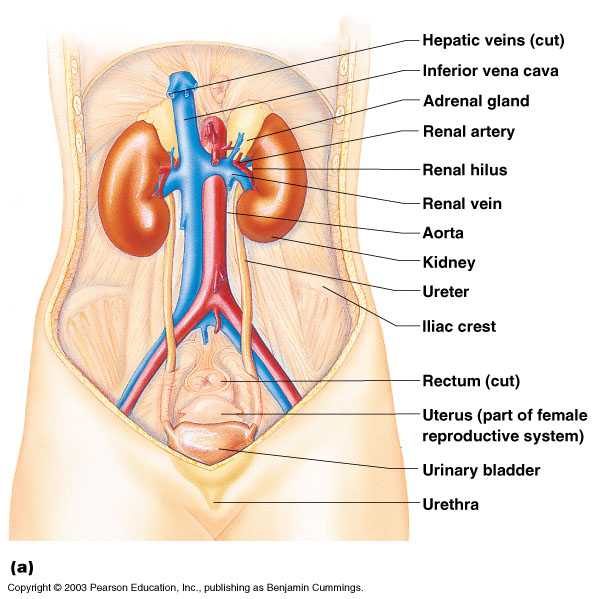 Hepatic veins (cut)
Inferior vena cava
Adrenal gland
Renal artery
Renal hilus
Renal vein
Aorta
Kidney
Ureter
Iliac crest
Rectum (cut)
Uterus (part of female
reproductive system)
Urinary bladder
Urethra
(a)
Copyright © 2003 Pearson Education, Inc., publishing as Benjamin Cummings.